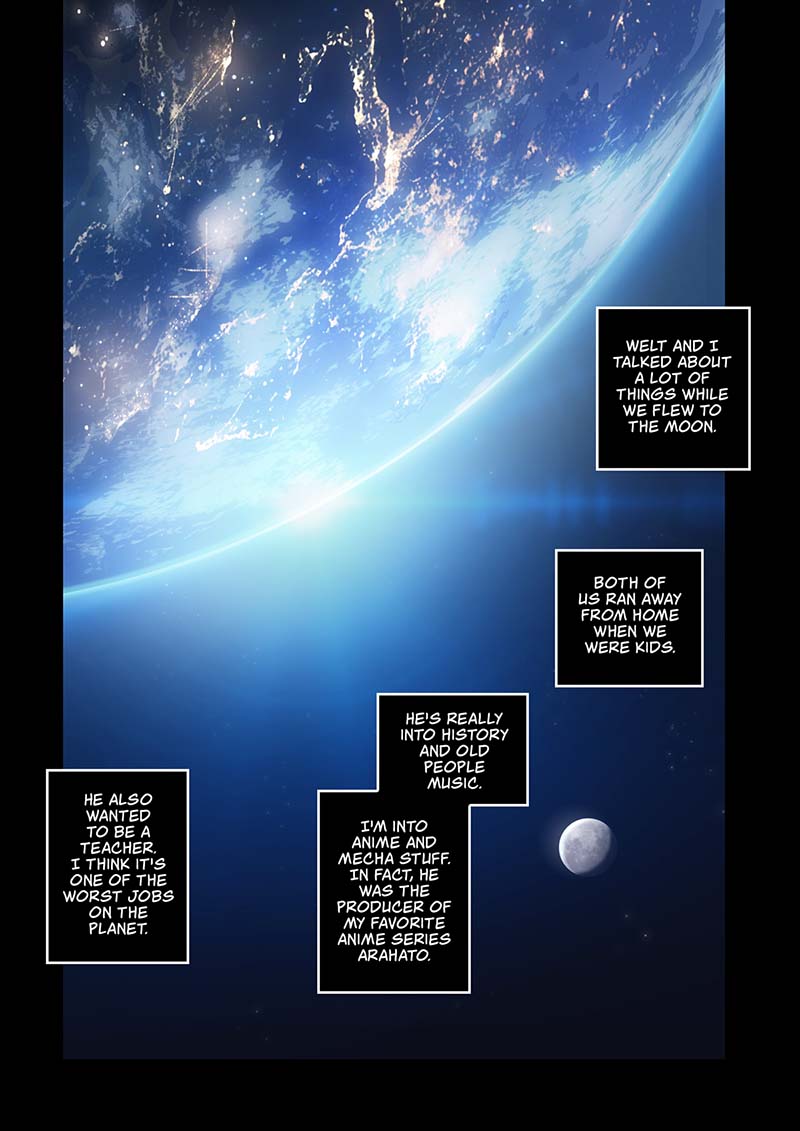 WELT AND I
TALKED ABOUT
A LOT OF
THINGS WHILE
WE FLEW TO
THE MOON.
BOTH OF
US RAN AWAY
FROM HOME
WHEN WE
WERE KIDS.
HE'S REALLY
INTO HISTORY
AND OLD
PEOPLE
MUSIC.
I'M INTO
ANIME AND
MECHA STUFF.
IN FACT, HE
WAS THE
PRODUCER OF
MY FAVORITE
ANIME SERIES
ARAHATO.
HE ALSO
WANTED
TO BE A
TEACHER.
I THINK IT'S
ONE OF THE
WORST JOBS
ON THE
PLANET.